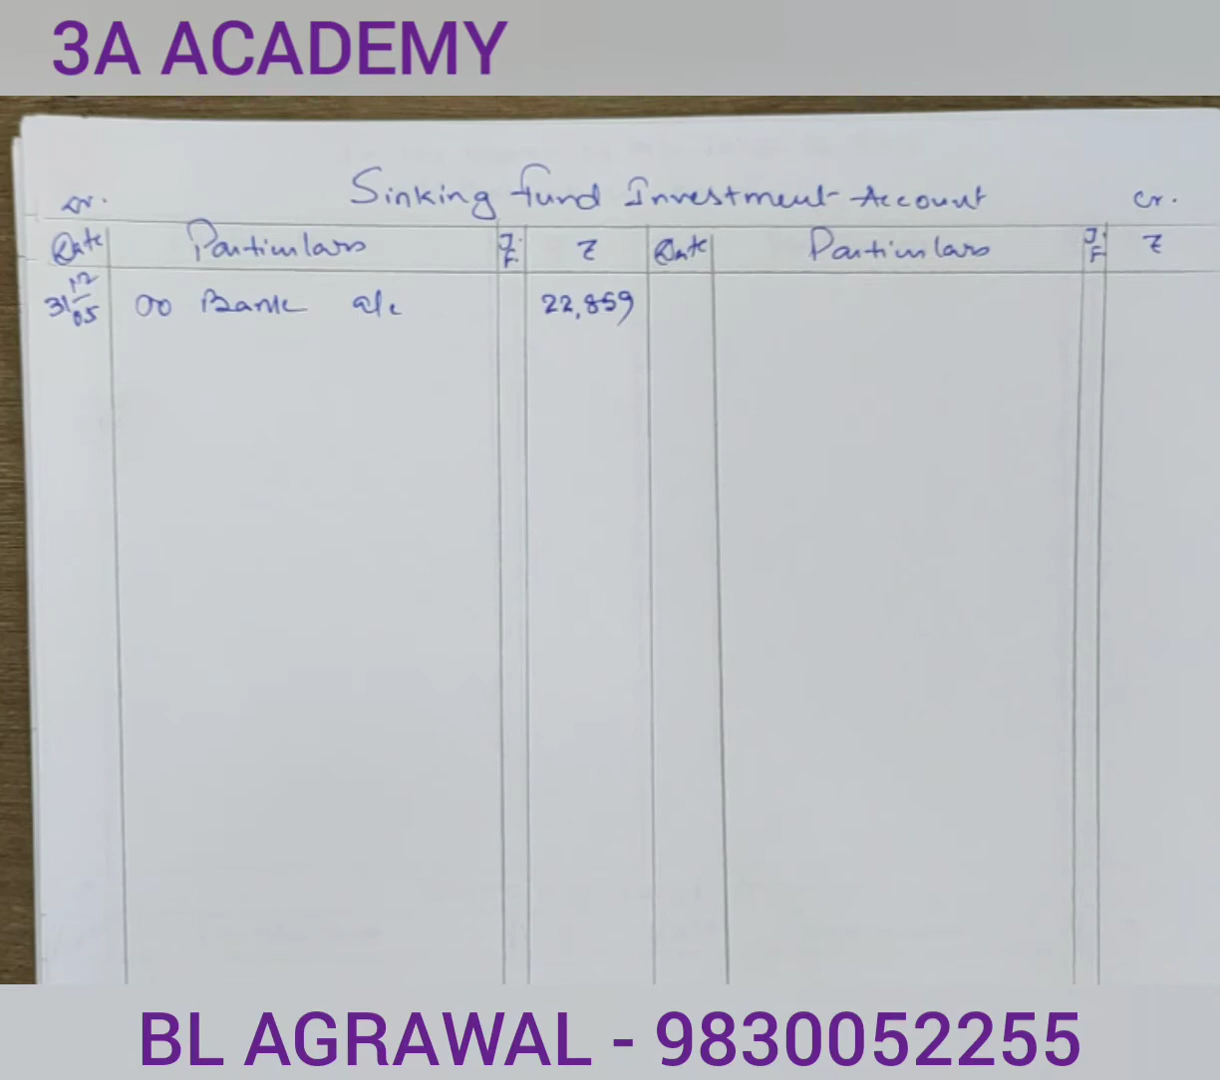 3A ACADEMY
Sinking Fund Investment Account
Dr. Cr.
Date Particulars J.F ₹ Date Particulars J.F ₹
31/12/05 To Bank a/c 22,859
BL AGRAWAL - 9830052255